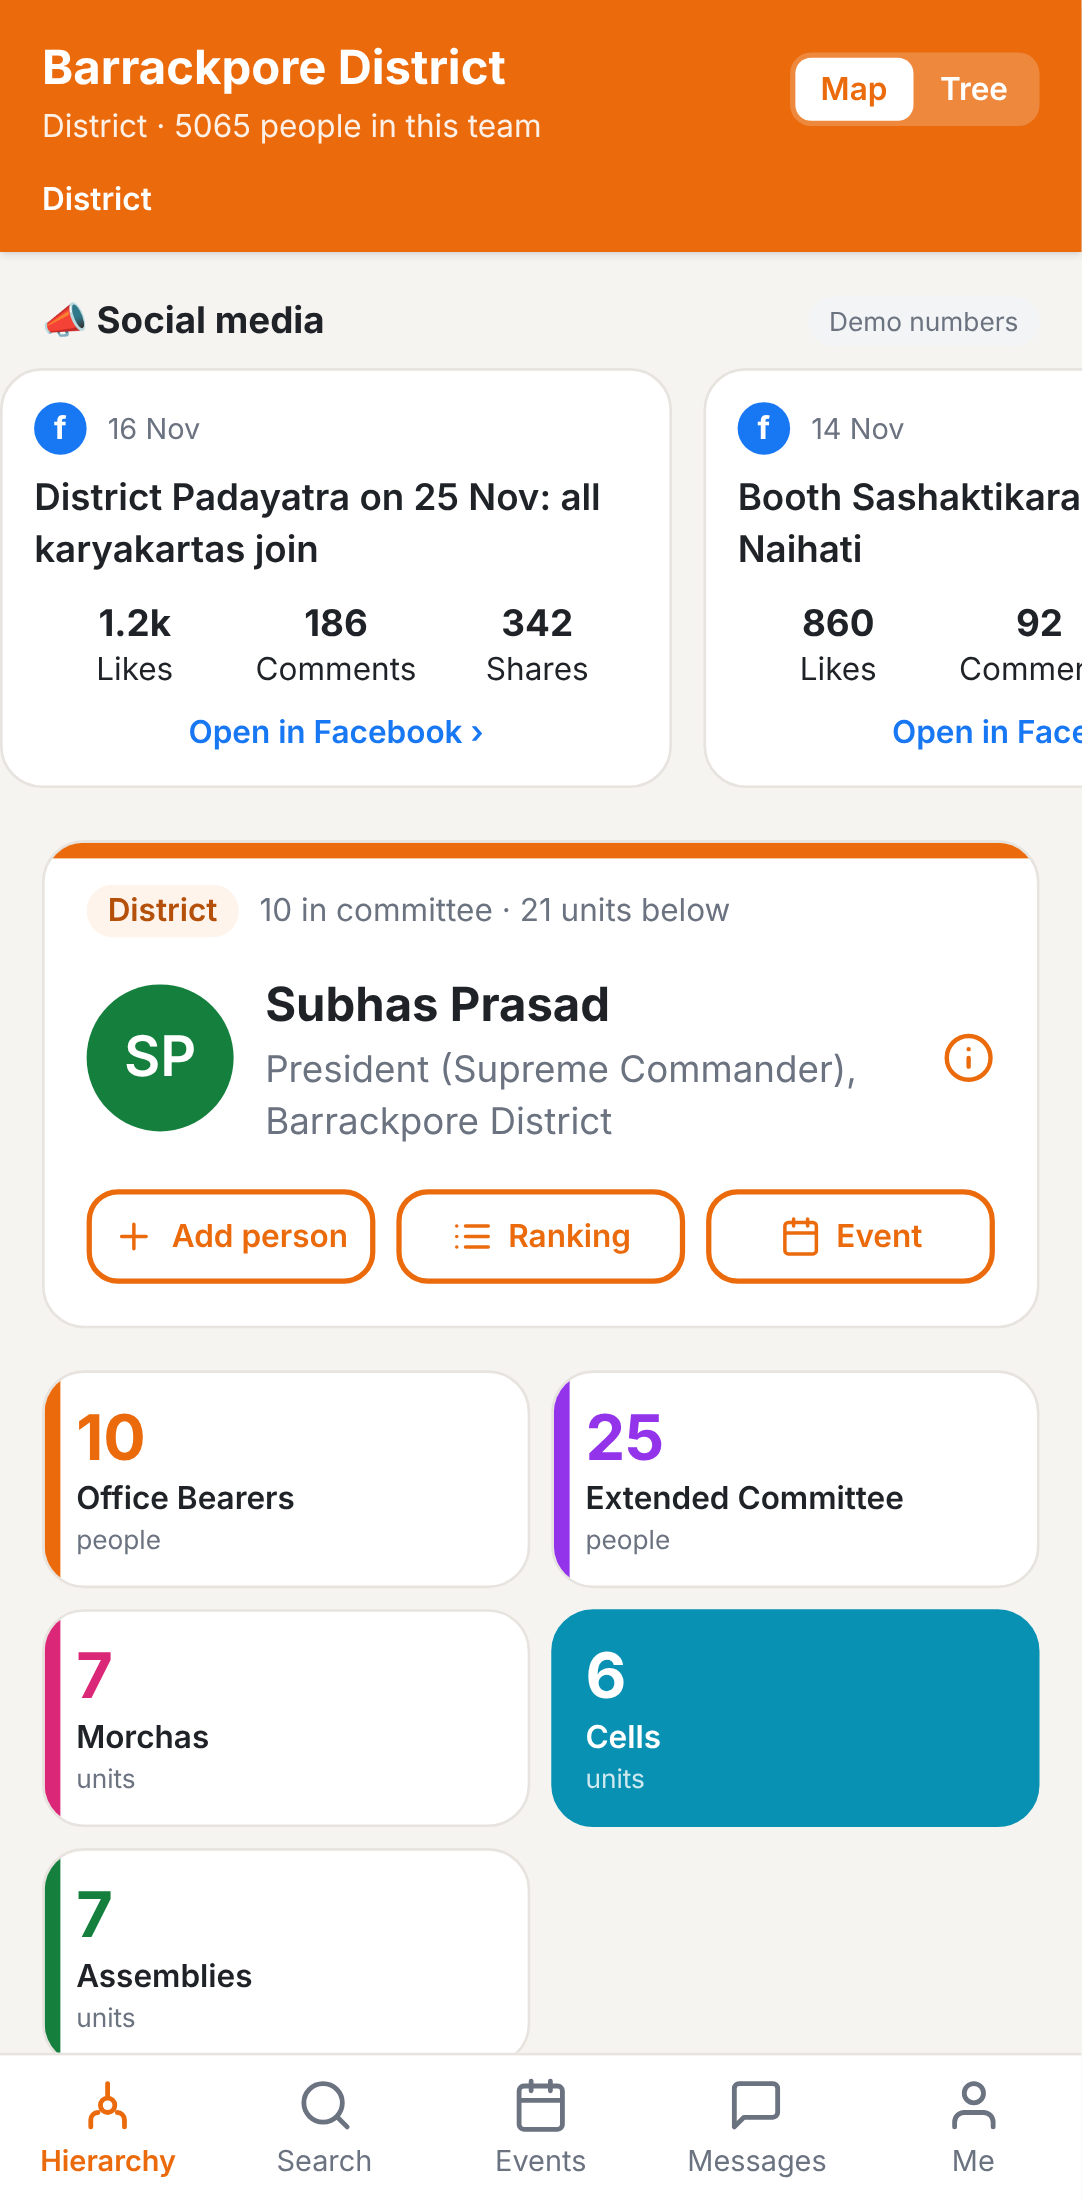 Barrackpore District
District · 5065 people in this team
Map
Tree
District
📣 Social media
Demo numbers
f 16 Nov
District Padayatra on 25 Nov: all
karyakartas join
1.2k 186 342
Likes Comments Shares
Open in Facebook ›
f 14 Nov
Booth Sashaktikara
Naihati
860 92
Likes Commen
Open in Face
District 10 in committee · 21 units below
SP
Subhas Prasad
President (Supreme Commander),
Barrackpore District
+ Add person
Ranking
Event
10
Office Bearers
people
25
Extended Committee
people
7
Morchas
units
6
Cells
units
7
Assemblies
units
Hierarchy
Search
Events
Messages
Me